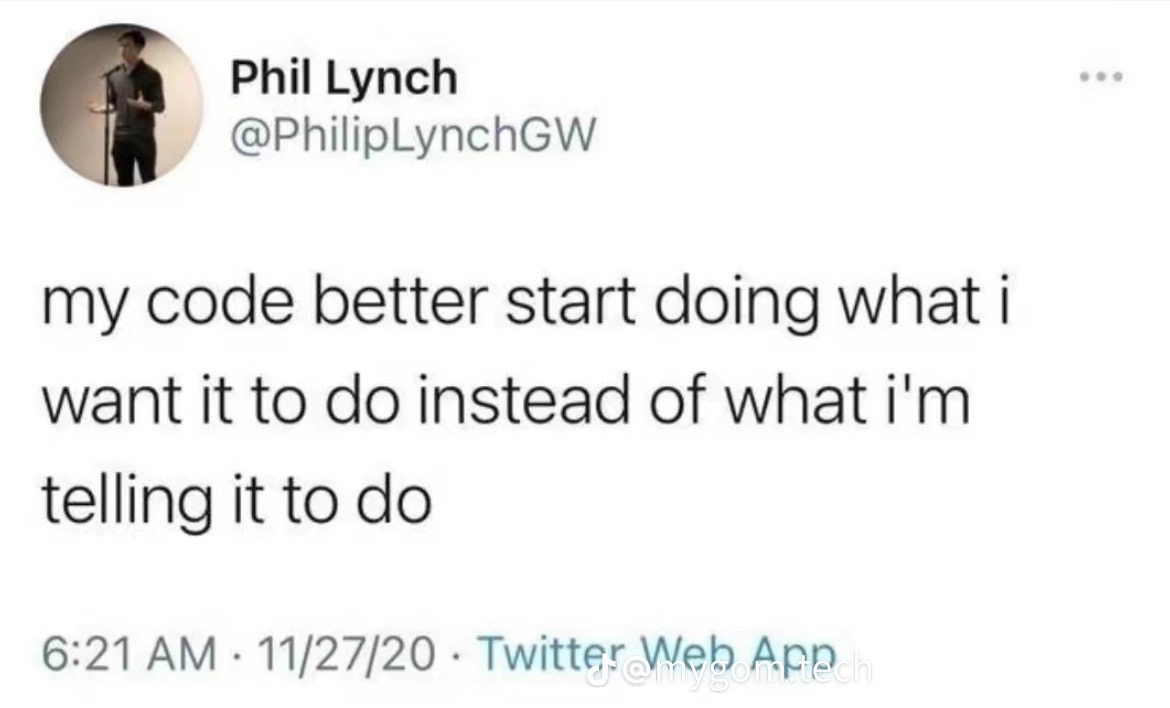 Phil Lynch
@PhilipLynchGW
my code better start doing what i
want it to do instead of what i'm
telling it to do
6:21 AM · 11/27/20 · Twitter Web App
@mygom.tech